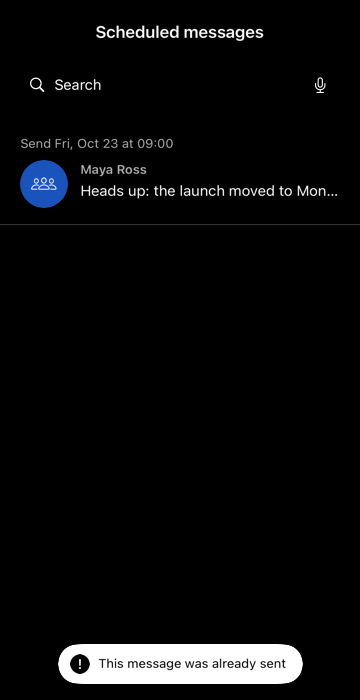 Scheduled messages
Search
Send Fri, Oct 23 at 09:00
Maya Ross
Heads up: the launch moved to Mon...
This message was already sent